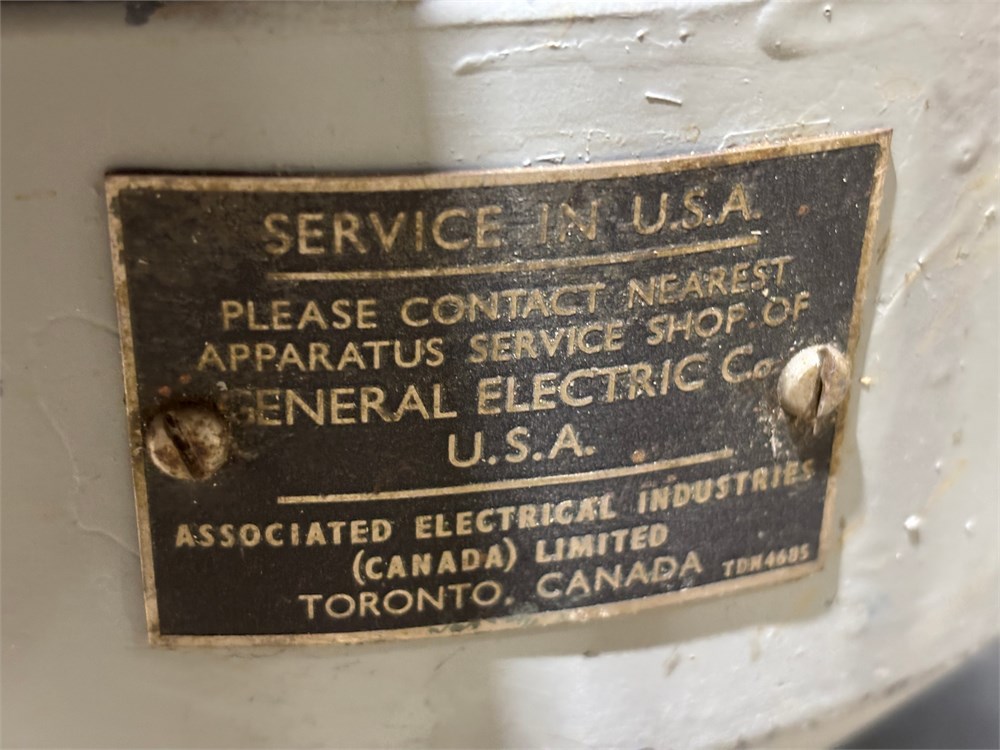 SERVICE IN U.S.A.
PLEASE CONTACT NEAREST
APPARATUS SERVICE SHOP OF
GENERAL ELECTRIC Co.
U.S.A.
ASSOCIATED ELECTRICAL INDUSTRIES
(CANADA) LIMITED
TORONTO, CANADA TDM4685